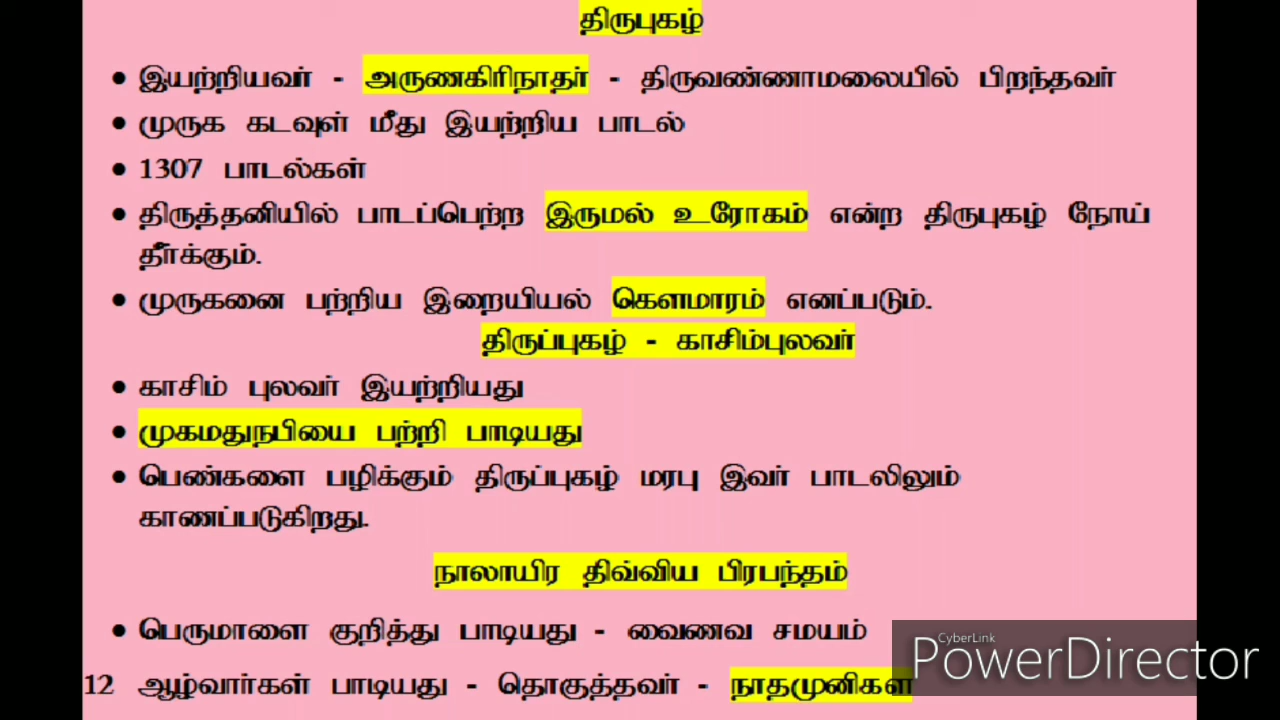 திருபுகழ்
• இயற்றியவர் - அருணகிரிநாதர் - திருவண்ணாமலையில் பிறந்தவர்
• முருக கடவுள் மீது இயற்றிய பாடல்
• 1307 பாடல்கள்
• திருத்தனியில் பாடப்பெற்ற இருமல் உரோகம் என்ற திருபுகழ் நோய்
தீர்க்கும்.
• முருகனை பற்றிய இறையியல் கௌமாரம் எனப்படும்.
திருப்புகழ் - காசிம்புலவர்
• காசிம் புலவர் இயற்றியது
• முகமதுநபியை பற்றி பாடியது
• பெண்களை பழிக்கும் திருப்புகழ் மரபு இவர் பாடலிலும்
காணப்படுகிறது.
நாலாயிர திவ்விய பிரபந்தம்
• பெருமாளை குறித்து பாடியது - வைணவ சமயம்
12 ஆழ்வார்கள் பாடியது - தொகுத்தவர் - நாதமுனிகள்
CyberLink
PowerDirector